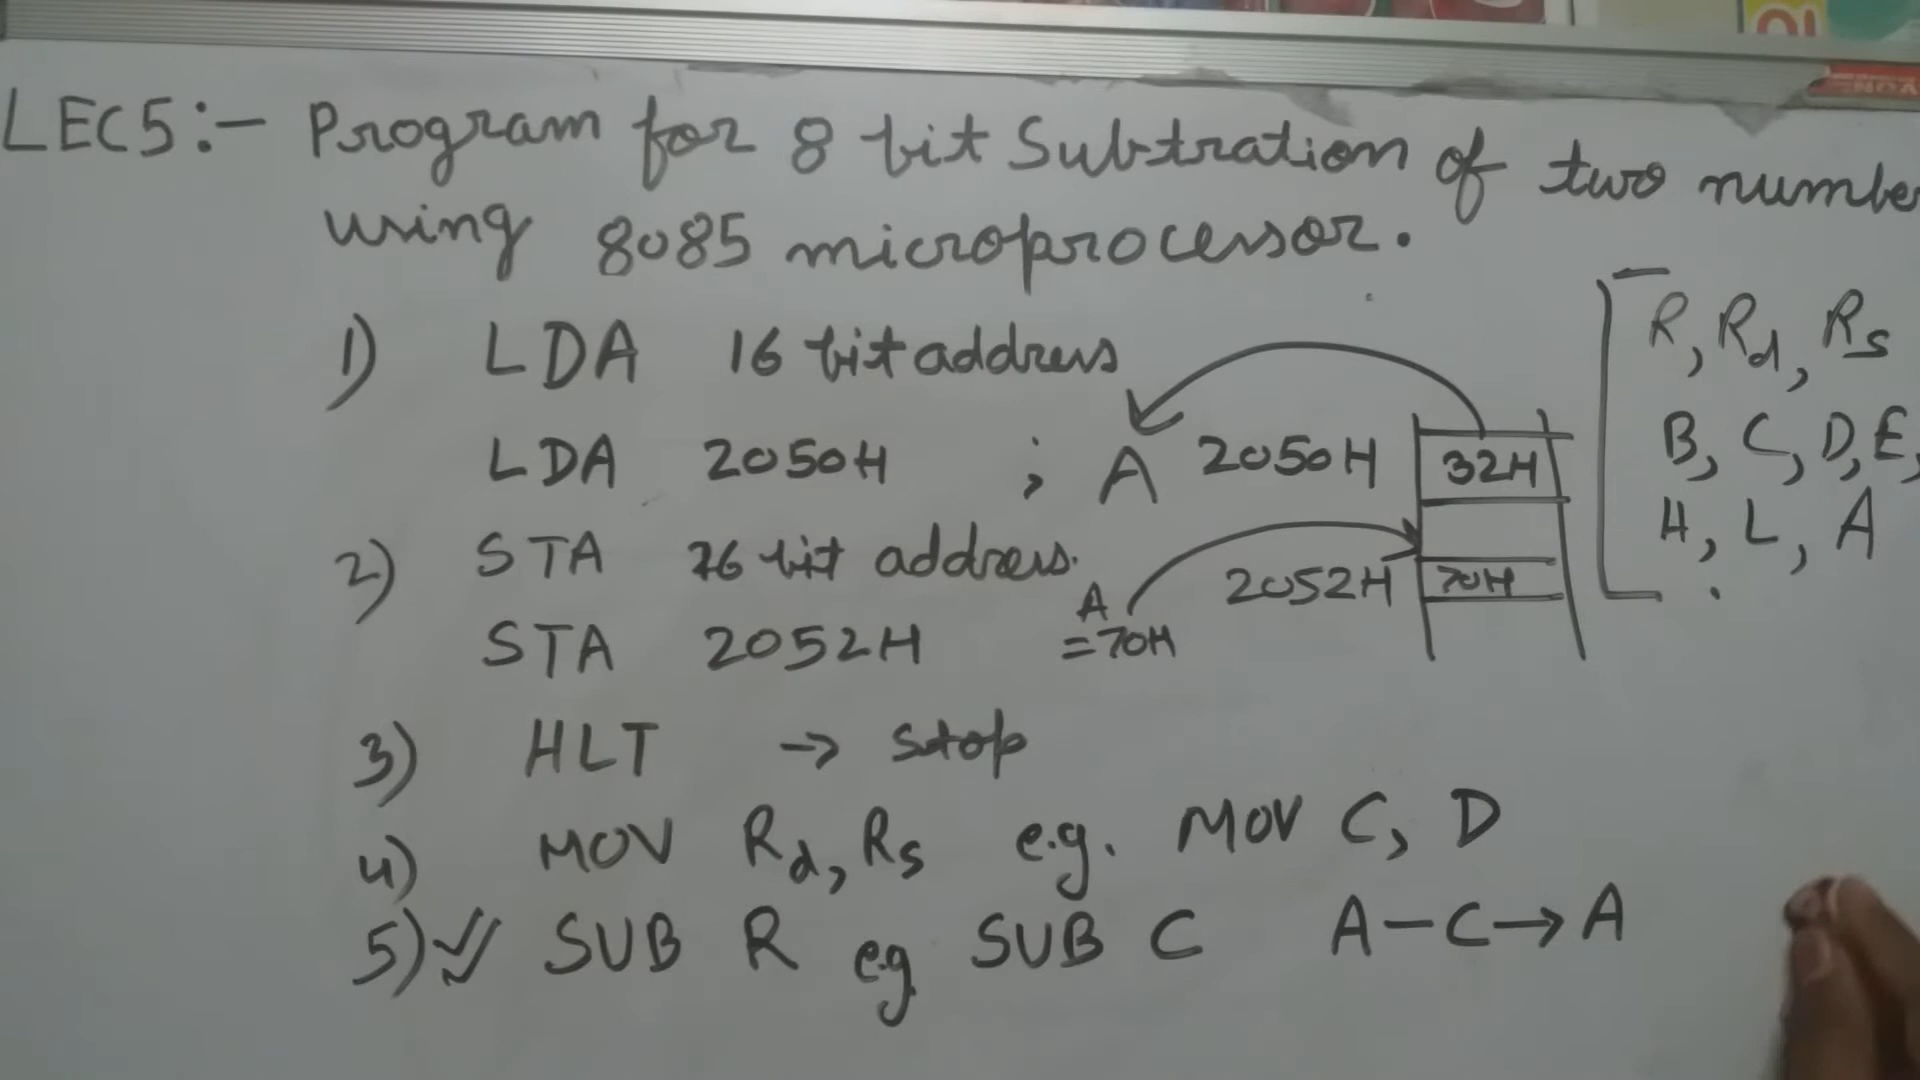 LEC5:- Program for 8 bit Subtration of two number
using 8085 microprocessor.
1) LDA 16 bit address
LDA 2050H ; A 2050H 32H
2) STA 16 bit address.
A
=70H
2052H 70H
STA 2052H
3) HLT → Stop
4) MOV Rd, Rs e.g. MOV C, D
5) SUB R eg SUB C A-C→A
R, Rd, Rs
B, C, D, E,
H, L, A
.